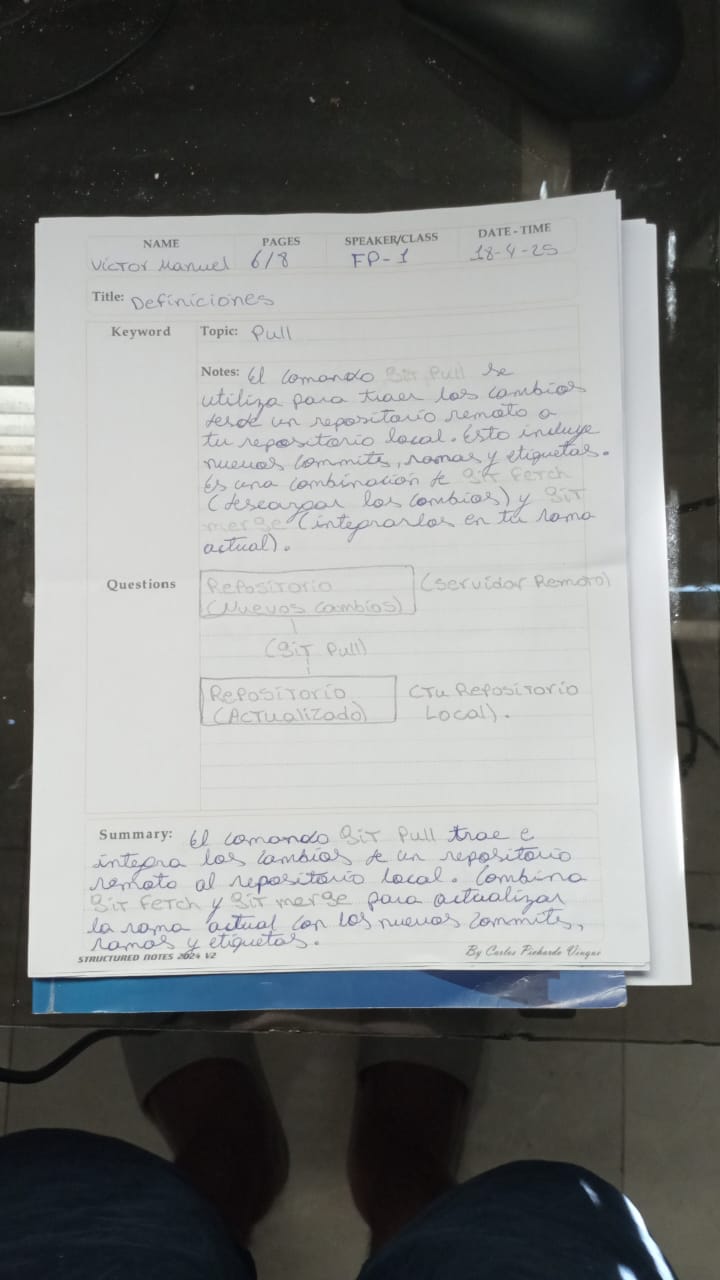 NAME PAGES SPEAKER/CLASS DATE - TIME
Victor Manuel 6/8 FP-1 18-4-25
Title: Definiciones
Keyword Topic: Pull
Notes: El comando Git Pull se
utiliza para traer los cambios
desde un repositorio remoto a
tu repositorio local. Esto incluye
nuevos commits, ramas y etiquetas.
Es una combinación de Git Fetch
(descargar los cambios) y Git
merge (integrarlos en tu rama
actual).
Questions
Repositorio (Servidor Remoto)
(Nuevos Cambios)
(Git Pull)
Repositorio (Tu Repositorio
(Actualizado) Local).
Summary: El comando Git Pull trae e
integra los cambios de un repositorio
remoto al repositorio local. Combina
Git Fetch y Git merge para actualizar
la rama actual con los nuevos commits,
ramas y etiquetas.
STRUCTURED NOTES 2024 V2 By Carlos Pichardo Viuque